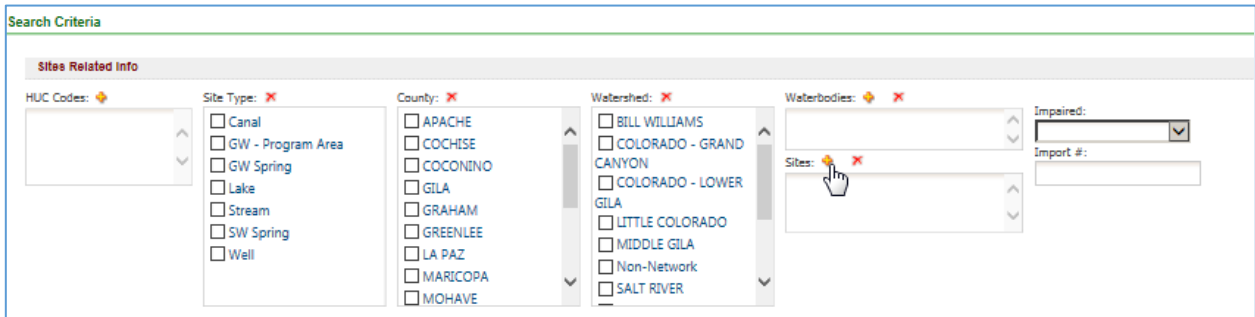 Search Criteria
Sites Related Info
HUC Codes:
Site Type:
Canal
GW - Program Area
GW Spring
Lake
Stream
SW Spring
Well
County:
APACHE
COCHISE
COCONINO
GILA
GRAHAM
GREENLEE
LA PAZ
MARICOPA
MOHAVE
Watershed:
BILL WILLIAMS
COLORADO - GRAND
CANYON
COLORADO - LOWER
GILA
LITTLE COLORADO
MIDDLE GILA
Non-Network
SALT RIVER
Waterbodies:
Sites:
Impaired:
Import #: